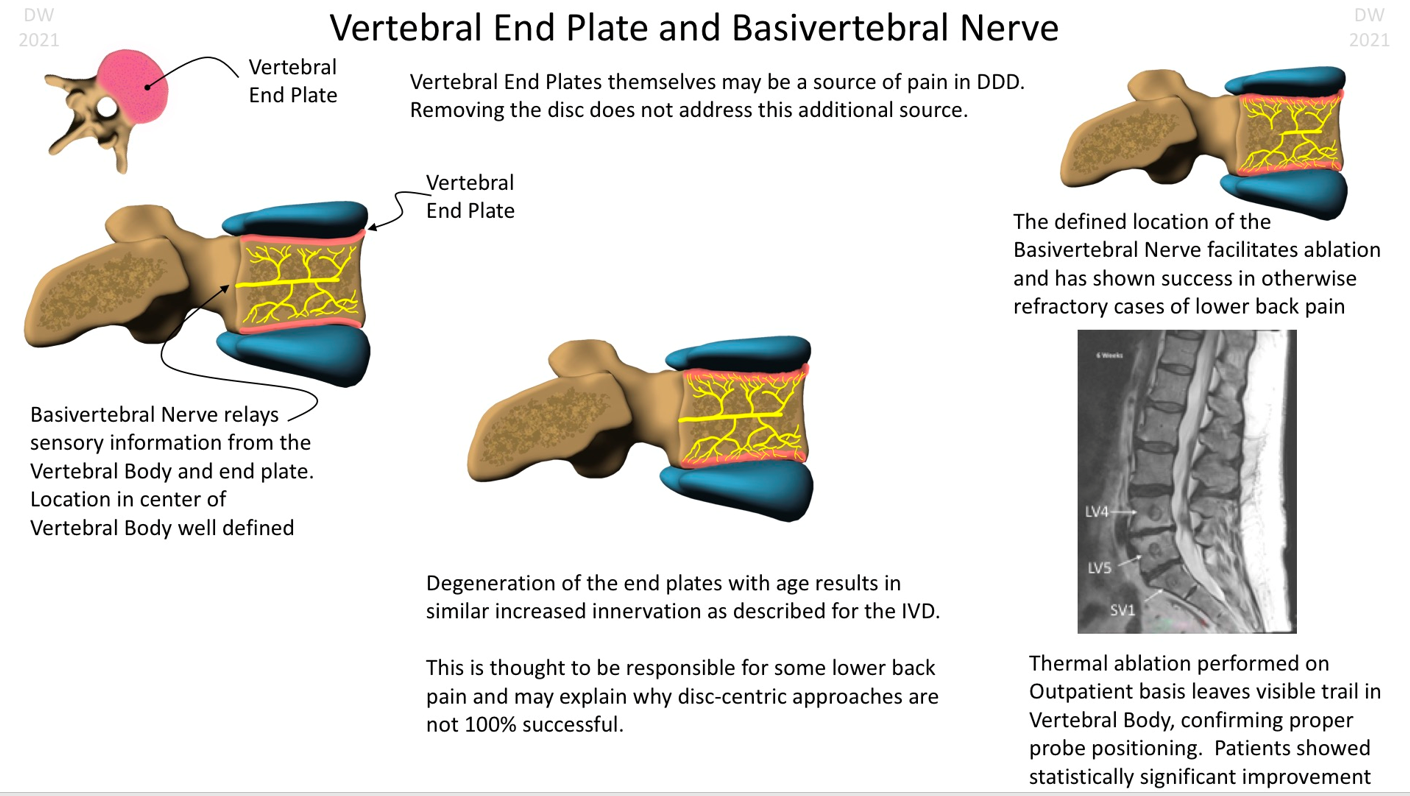 DW
2021
Vertebral End Plate and Basivertebral Nerve
DW
2021
Vertebral
End Plate
Vertebral End Plates themselves may be a source of pain in DDD.
Removing the disc does not address this additional source.
Vertebral
End Plate
Basivertebral Nerve relays
sensory information from the
Vertebral Body and end plate.
Location in center of
Vertebral Body well defined
Degeneration of the end plates with age results in
similar increased innervation as described for the IVD.
This is thought to be responsible for some lower back
pain and may explain why disc-centric approaches are
not 100% successful.
The defined location of the
Basivertebral Nerve facilitates ablation
and has shown success in otherwise
refractory cases of lower back pain
6 Weeks
LV4
LV5
SV1
Thermal ablation performed on
Outpatient basis leaves visible trail in
Vertebral Body, confirming proper
probe positioning.  Patients showed
statistically significant improvement